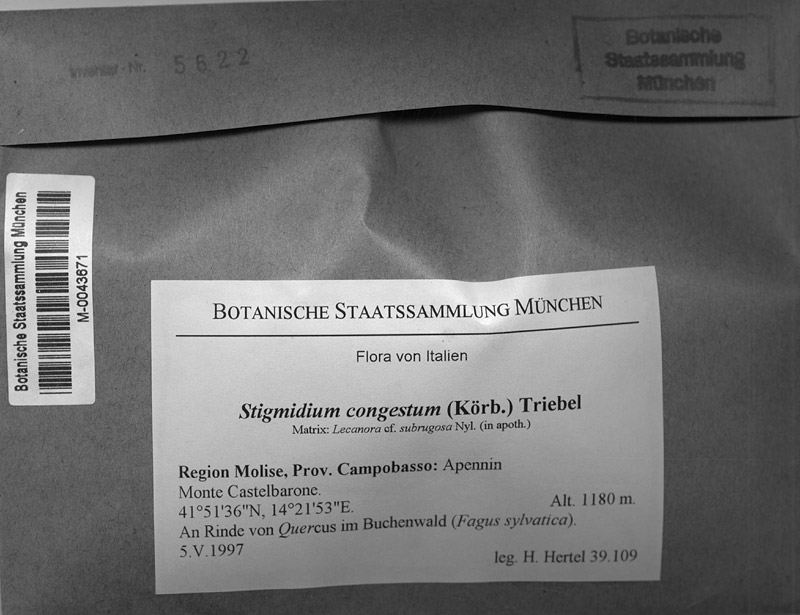 Inventar-Nr. 5622
Botanische
Staatssammlung
München
Botanische Staatssammlung München
M-0043671
BOTANISCHE STAATSSAMMLUNG MÜNCHEN
Flora von Italien
Stigmidium congestum (Körb.) Triebel
Matrix: Lecanora cf. subrugosa Nyl. (in apoth.)
Region Molise, Prov. Campobasso: Apennin
Monte Castelbarone.
41°51'36"N, 14°21'53"E. Alt. 1180 m.
An Rinde von Quercus im Buchenwald (Fagus sylvatica).
5.V.1997
leg. H. Hertel 39.109